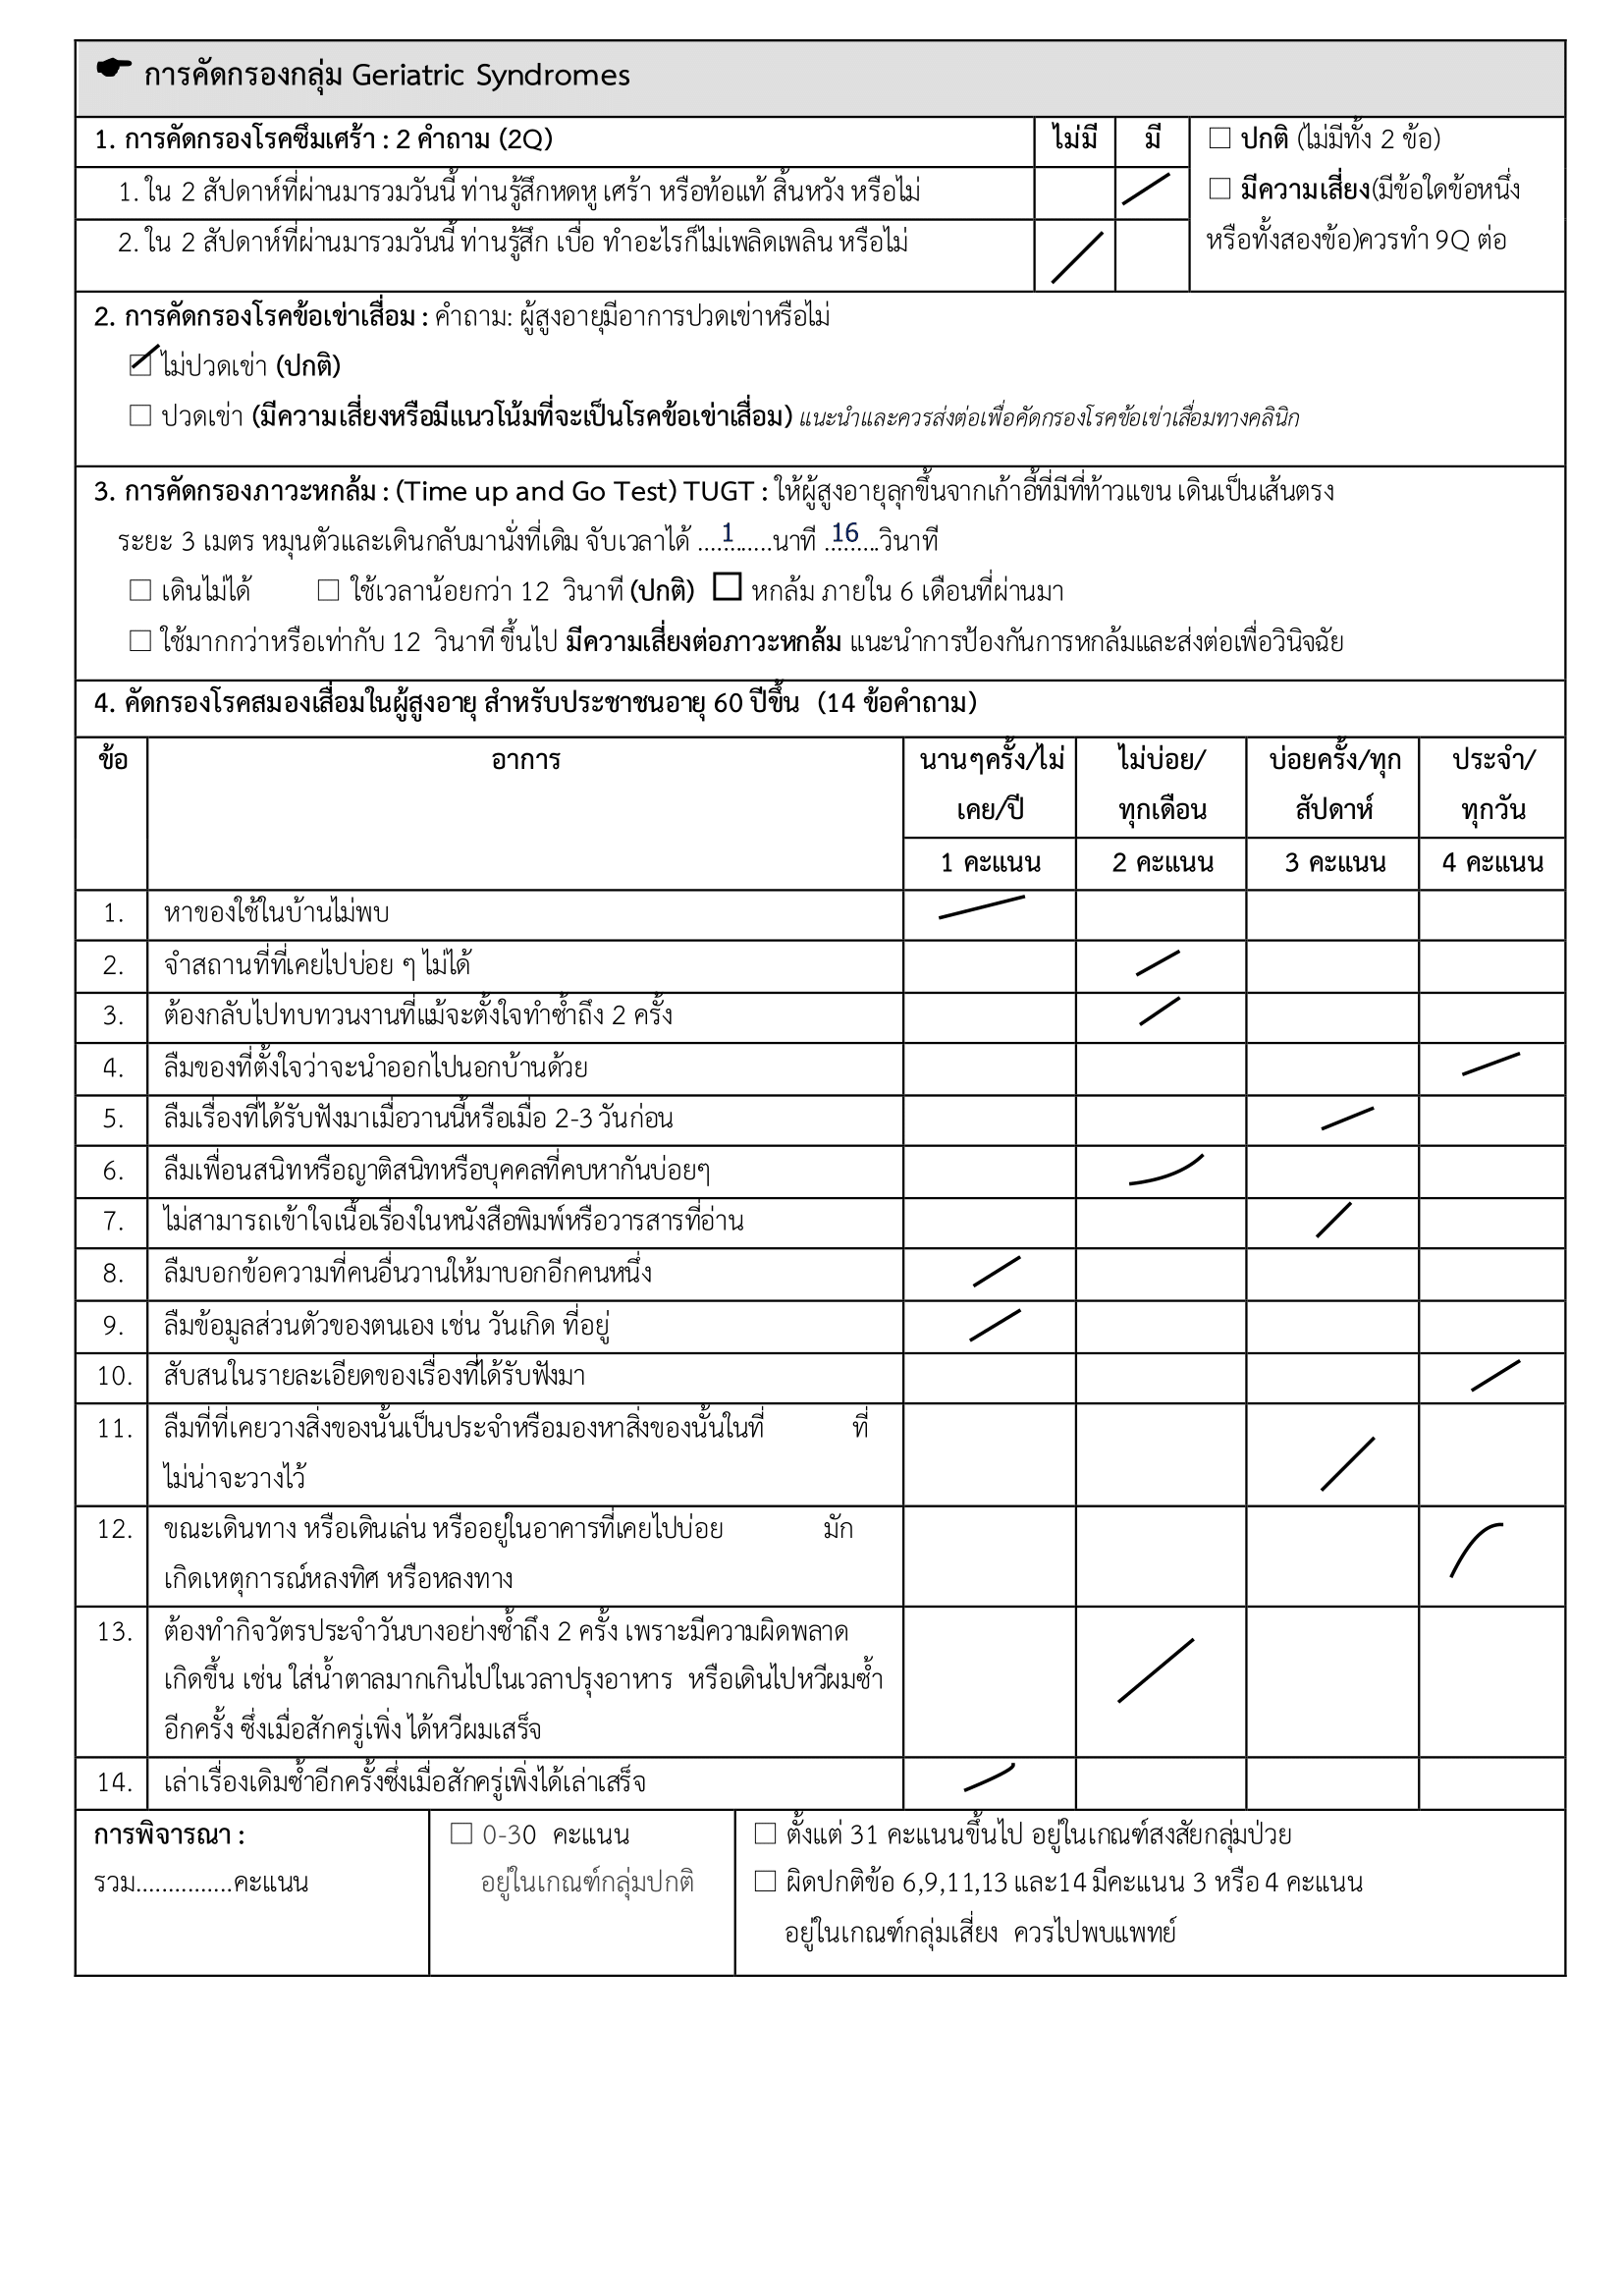 ☛ การคัดกรองกลุ่ม Geriatric Syndromes
1. การคัดกรองโรคซึมเศร้า : 2 คำถาม (2Q) ไม่มี มี ☐ ปกติ (ไม่มีทั้ง 2 ข้อ)
1. ใน 2 สัปดาห์ที่ผ่านมารวมวันนี้ ท่านรู้สึกหดหู่ เศร้า หรือท้อแท้ สิ้นหวัง หรือไม่ ☐ มีความเสี่ยง(มีข้อใดข้อหนึ่ง
2. ใน 2 สัปดาห์ที่ผ่านมารวมวันนี้ ท่านรู้สึก เบื่อ ทำอะไรก็ไม่เพลิดเพลิน หรือไม่ หรือทั้งสองข้อ)ควรทำ 9Q ต่อ
2. การคัดกรองโรคข้อเข่าเสื่อม : คำถาม: ผู้สูงอายุมีอาการปวดเข่าหรือไม่
☑ ไม่ปวดเข่า (ปกติ)
☐ ปวดเข่า (มีความเสี่ยงหรือมีแนวโน้มที่จะเป็นโรคข้อเข่าเสื่อม) แนะนำและควรส่งต่อเพื่อคัดกรองโรคข้อเข่าเสื่อมทางคลินิก
3. การคัดกรองภาวะหกล้ม : (Time up and Go Test) TUGT : ให้ผู้สูงอายุลุกขึ้นจากเก้าอี้ที่มีที่ท้าวแขน เดินเป็นเส้นตรง
ระยะ 3 เมตร หมุนตัวและเดินกลับมานั่งที่เดิม จับเวลาได้ ....1.....นาที ...16...วินาที
☐ เดินไม่ได้ ☐ ใช้เวลาน้อยกว่า 12 วินาที (ปกติ) ☐ หกล้ม ภายใน 6 เดือนที่ผ่านมา
☐ ใช้มากกว่าหรือเท่ากับ 12 วินาที ขึ้นไป มีความเสี่ยงต่อภาวะหกล้ม แนะนำการป้องกันการหกล้มและส่งต่อเพื่อวินิจฉัย
4. คัดกรองโรคสมองเสื่อมในผู้สูงอายุ สำหรับประชาชนอายุ 60 ปีขึ้น (14 ข้อคำถาม)
ข้อ อาการ นานๆครั้ง/ไม่ ไม่บ่อย/ บ่อยครั้ง/ทุก ประจำ/
เคย/ปี ทุกเดือน สัปดาห์ ทุกวัน
1 คะแนน 2 คะแนน 3 คะแนน 4 คะแนน
1. หาของใช้ในบ้านไม่พบ
2. จำสถานที่ที่เคยไปบ่อย ๆ ไม่ได้
3. ต้องกลับไปทบทวนงานที่แม้จะตั้งใจทำซ้ำถึง 2 ครั้ง
4. ลืมของที่ตั้งใจว่าจะนำออกไปนอกบ้านด้วย
5. ลืมเรื่องที่ได้รับฟังมาเมื่อวานนี้หรือเมื่อ 2-3 วันก่อน
6. ลืมเพื่อนสนิทหรือญาติสนิทหรือบุคคลที่คบหากันบ่อยๆ
7. ไม่สามารถเข้าใจเนื้อเรื่องในหนังสือพิมพ์หรือวารสารที่อ่าน
8. ลืมบอกข้อความที่คนอื่นวานให้มาบอกอีกคนหนึ่ง
9. ลืมข้อมูลส่วนตัวของตนเอง เช่น วันเกิด ที่อยู่
10. สับสนในรายละเอียดของเรื่องที่ได้รับฟังมา
11. ลืมที่ที่เคยวางสิ่งของนั้นเป็นประจำหรือมองหาสิ่งของนั้นในที่ ที่
ไม่น่าจะวางไว้
12. ขณะเดินทาง หรือเดินเล่น หรืออยู่ในอาคารที่เคยไปบ่อย มัก
เกิดเหตุการณ์หลงทิศ หรือหลงทาง
13. ต้องทำกิจวัตรประจำวันบางอย่างซ้ำถึง 2 ครั้ง เพราะมีความผิดพลาด
เกิดขึ้น เช่น ใส่น้ำตาลมากเกินไปในเวลาปรุงอาหาร หรือเดินไปหวีผมซ้ำ
อีกครั้ง ซึ่งเมื่อสักครู่เพิ่ง ได้หวีผมเสร็จ
14. เล่าเรื่องเดิมซ้ำอีกครั้งซึ่งเมื่อสักครู่เพิ่งได้เล่าเสร็จ
การพิจารณา : ☐ 0-30 คะแนน ☐ ตั้งแต่ 31 คะแนนขึ้นไป อยู่ในเกณฑ์สงสัยกลุ่มป่วย
รวม...............คะแนน อยู่ในเกณฑ์กลุ่มปกติ ☐ ผิดปกติข้อ 6,9,11,13 และ14 มีคะแนน 3 หรือ 4 คะแนน
อยู่ในเกณฑ์กลุ่มเสี่ยง ควรไปพบแพทย์